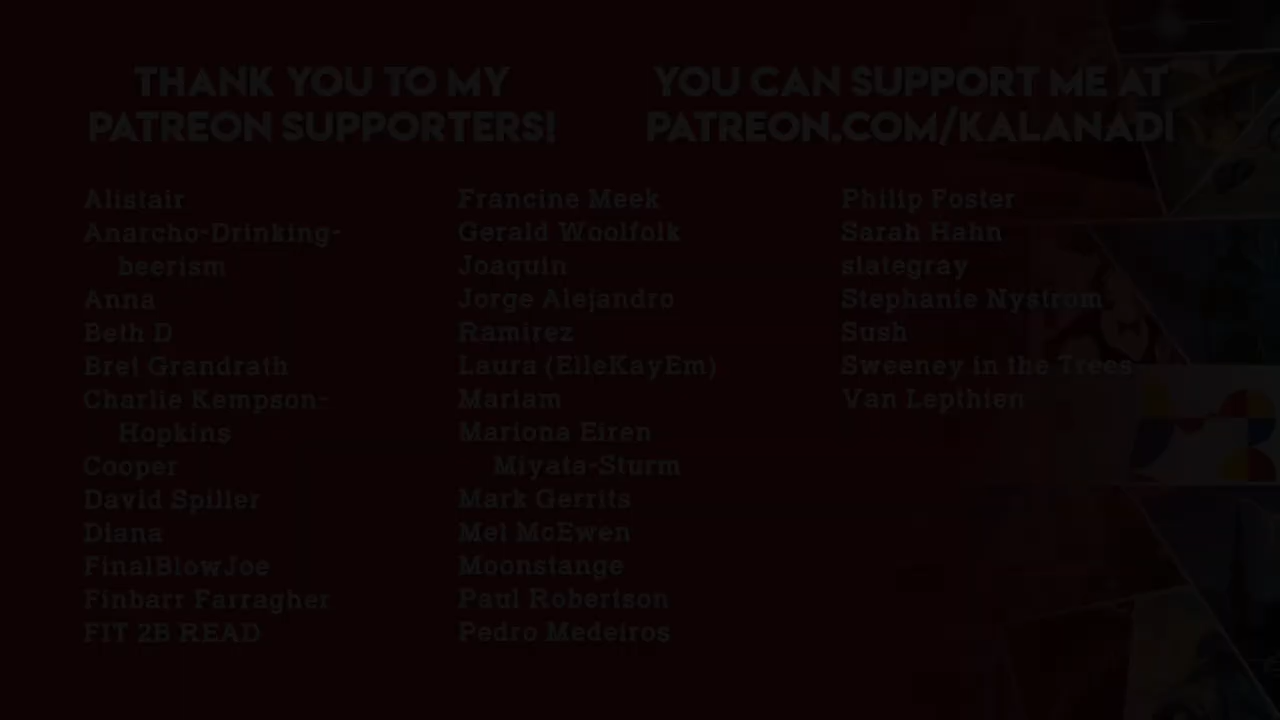 THANK YOU TO MY
PATREON SUPPORTERS!
YOU CAN SUPPORT ME AT
PATREON.COM/KALANADI
Alistair
Anarcho-Drinking-
beerism
Anna
Beth D
Bret Grandrath
Charlie Kempson-
Hopkins
Cooper
David Spiller
Diana
FinalBlowJoe
Finbarr Farragher
FIT 2B READ
Francine Meek
Gerald Woolfolk
Joaquin
Jorge Alejandro
Ramirez
Laura (ElleKayEm)
Mariam
Mariona Eiren
Miyata-Sturm
Mark Gerrits
Mel McEwen
Moonstange
Paul Robertson
Pedro Medeiros
Philip Foster
Sarah Hahn
slategray
Stephanie Nystrom
Sush
Sweeney in the Trees
Van Lepthien